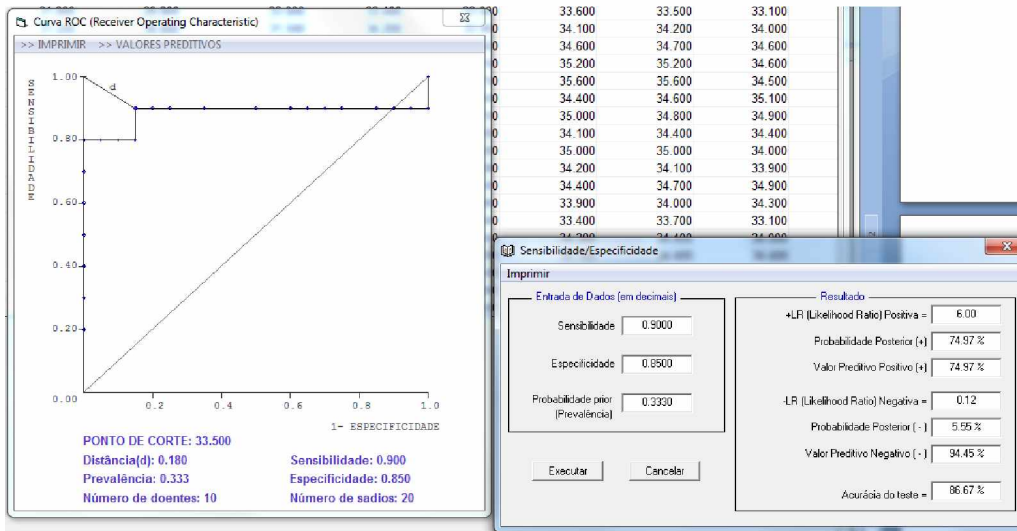 Curva ROC (Receiver Operating Characteristic)
>> IMPRIMIR >> VALORES PREDITIVOS
SENSIBILIDADE
1.00
d
0.80
0.60
0.40
0.20
0.00
0.2 0.4 0.6 0.8 1.0
1- ESPECIFICIDADE
PONTO DE CORTE: 33.500
Distância(d): 0.180 Sensibilidade: 0.900
Prevalência: 0.333 Especificidade: 0.850
Número de doentes: 10 Número de sadios: 20
33.600 33.500 33.100
34.100 34.200 34.000
34.600 34.700 34.600
35.200 35.200 34.600
35.600 35.600 34.500
34.400 34.600 35.100
35.000 34.800 34.900
34.100 34.400 34.400
35.000 35.000 34.000
34.200 34.100 33.900
34.400 34.700 34.900
33.900 34.000 34.300
33.400 33.700 33.100
Sensibilidade/Especificidade
Imprimir
Entrada de Dados (em decimais)
Sensibilidade 0.9000
Especificidade 0.8500
Probabilidade prior 0.3330
(Prevalência)
Executar Cancelar
Resultado
+LR (Likelihood Ratio) Positiva = 6.00
Probabilidade Posterior (+) 74.97 %
Valor Preditivo Positivo (+) 74.97 %
-LR (Likelihood Ratio) Negativa = 0.12
Probabilidade Posterior ( - ) 5.55 %
Valor Preditivo Negativo ( - ) 94.45 %
Acurácia do teste = 86.67 %